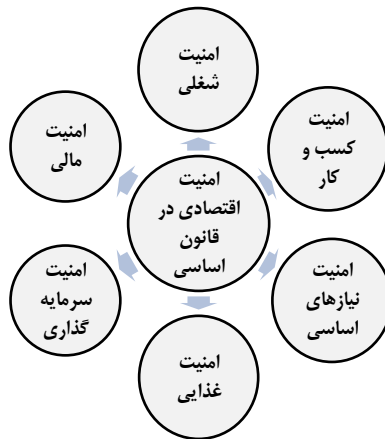 امنیت
شغلی
امنیت
کسب و
کار
امنیت
مالی
امنیت
اقتصادی در
قانون
اساسی
امنیت
نیازهای
اساسی
امنیت
سرمایه
گذاری
امنیت
غذایی